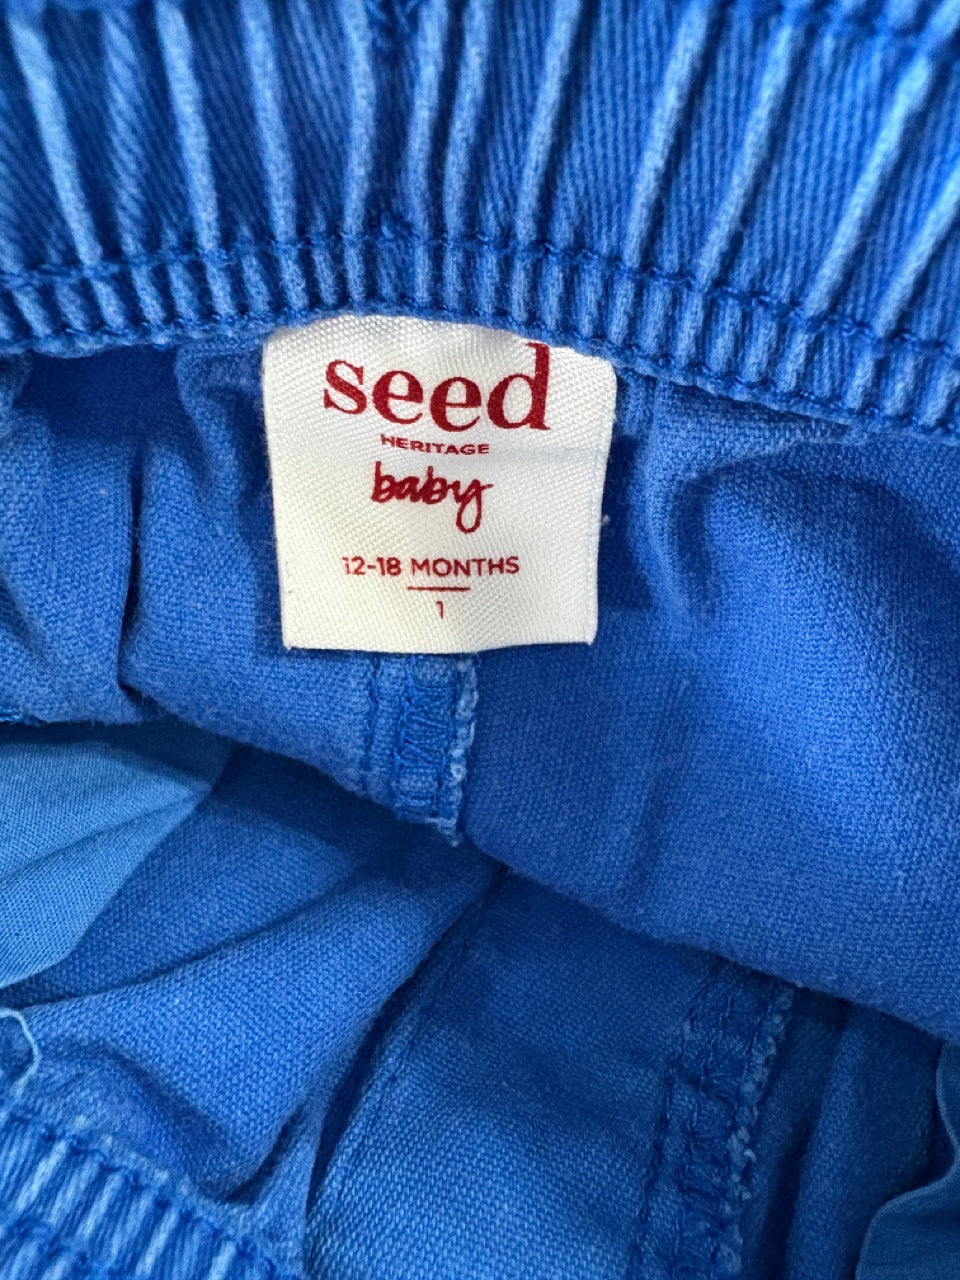 seed
HERITAGE
baby
12-18 MONTHS
1